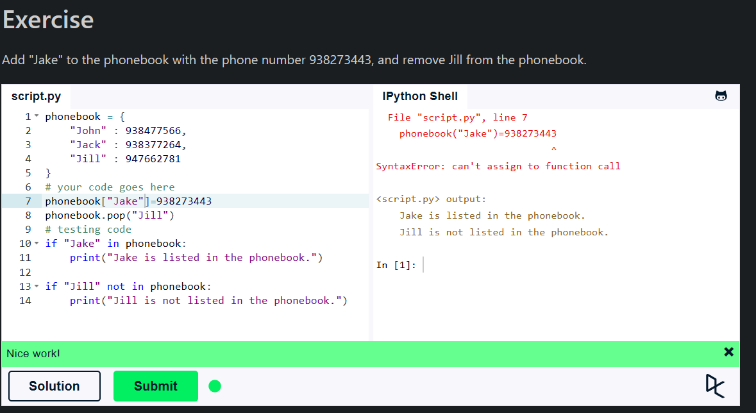 Exercise
Add "Jake" to the phonebook with the phone number 938273443, and remove Jill from the phonebook.
script.py
1 phonebook = {
2 "John" : 938477566,
3 "Jack" : 938377264,
4 "Jill" : 947662781
5 }
6 # your code goes here
7 phonebook["Jake"]=938273443
8 phonebook.pop("Jill")
9 # testing code
10 if "Jake" in phonebook:
11 print("Jake is listed in the phonebook.")
12
13 if "Jill" not in phonebook:
14 print("Jill is not listed in the phonebook.")
IPython Shell
File "script.py", line 7
phonebook("Jake")=938273443
^
SyntaxError: can't assign to function call
<script.py> output:
Jake is listed in the phonebook.
Jill is not listed in the phonebook.
In [1]:
Nice work!
Solution
Submit